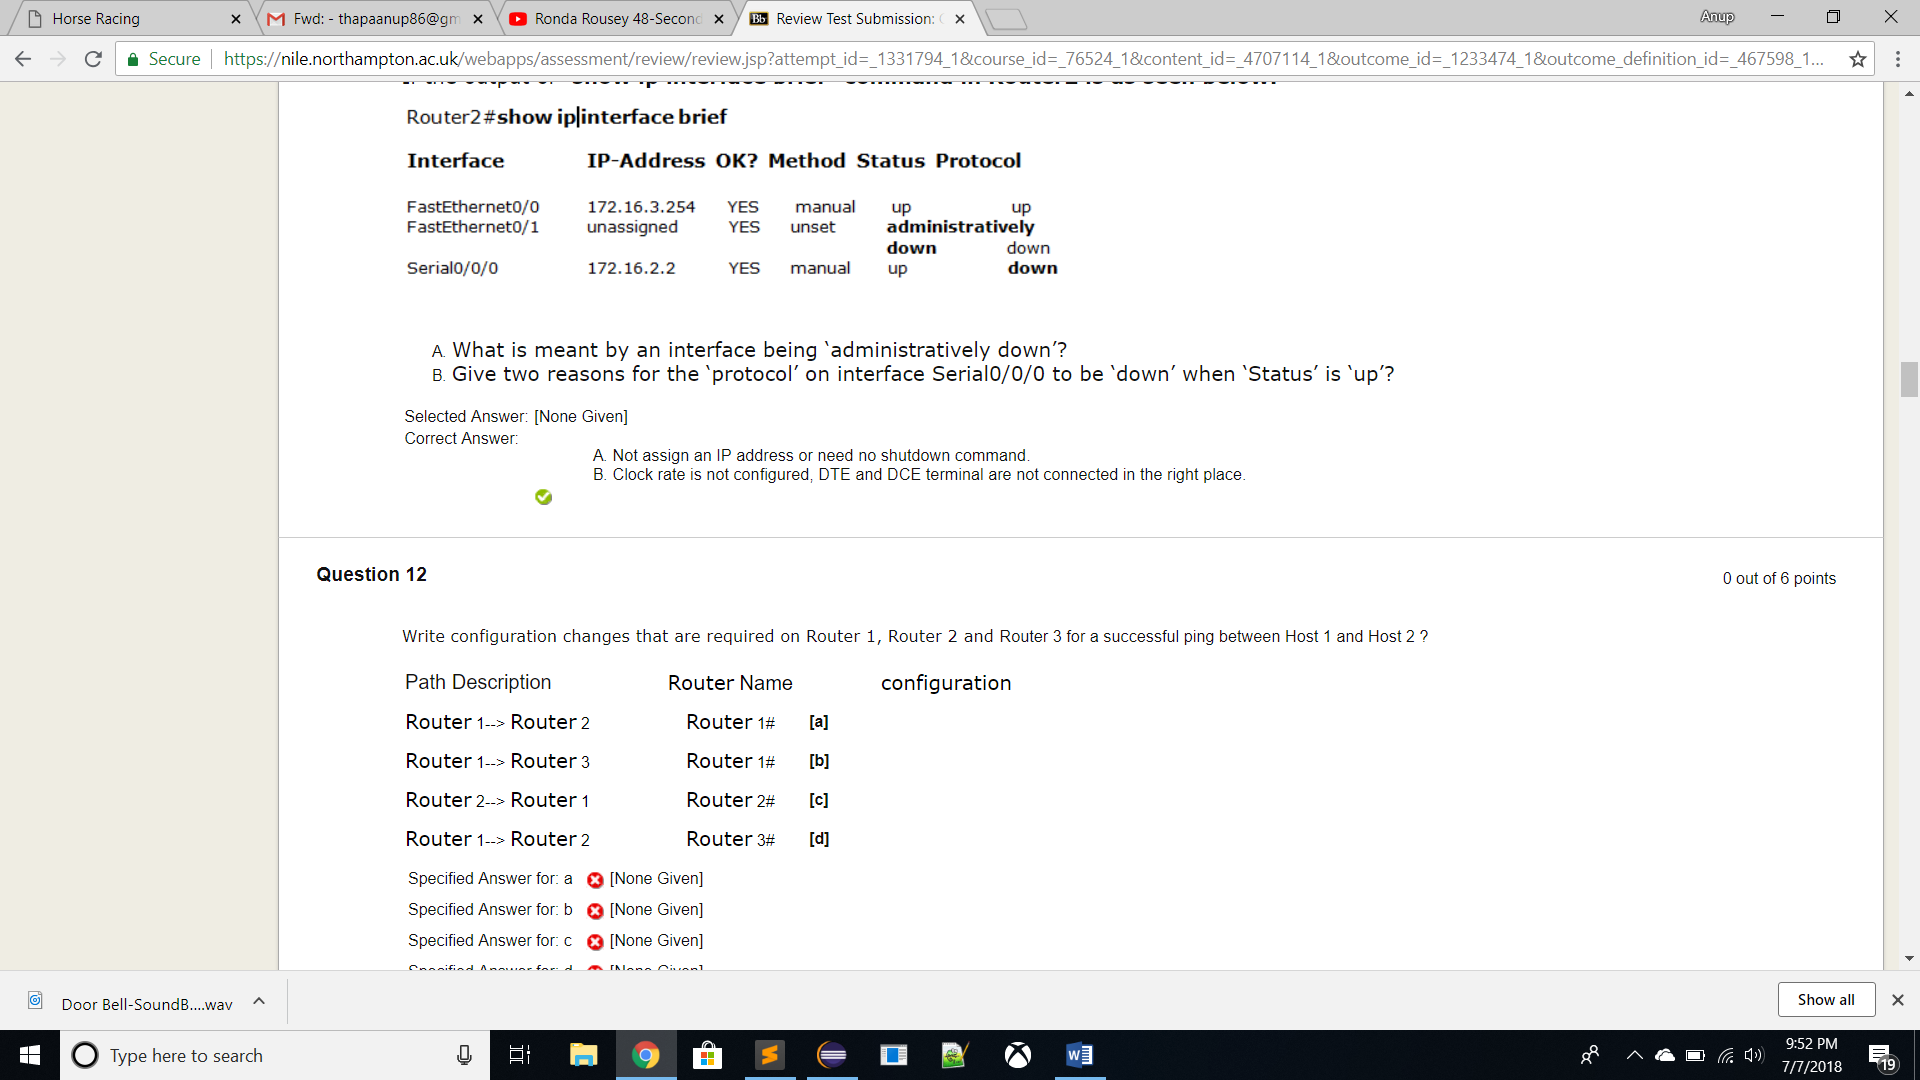 Horse Racing
Fwd: - thapaanup86@gm
Ronda Rousey 48-Second
Bb Review Test Submission:
Anup
Secure https://nile.northampton.ac.uk/webapps/assessment/review/review.jsp?attempt_id=_1331794_1&course_id=_76524_1&content_id=_4707114_1&outcome_id=_1233474_1&outcome_definition_id=_467598_1...
Router2#show ip interface brief
Interface IP-Address OK? Method Status Protocol
FastEthernet0/0 172.16.3.254 YES manual up up
FastEthernet0/1 unassigned YES unset administratively
down down
Serial0/0/0 172.16.2.2 YES manual up down
A. What is meant by an interface being ‘administratively down’?
B. Give two reasons for the ‘protocol’ on interface Serial0/0/0 to be ‘down’ when ‘Status’ is ‘up’?
Selected Answer: [None Given]
Correct Answer:
A. Not assign an IP address or need no shutdown command.
B. Clock rate is not configured, DTE and DCE terminal are not connected in the right place.
Question 12
0 out of 6 points
Write configuration changes that are required on Router 1, Router 2 and Router 3 for a successful ping between Host 1 and Host 2 ?
Path Description Router Name configuration
Router 1--> Router 2 Router 1# [a]
Router 1--> Router 3 Router 1# [b]
Router 2--> Router 1 Router 2# [c]
Router 1--> Router 2 Router 3# [d]
Specified Answer for: a [None Given]
Specified Answer for: b [None Given]
Specified Answer for: c [None Given]
Specified Answer for: d [None Given]
Door Bell-SoundB....wav
Show all
Type here to search
9:52 PM
7/7/2018
19